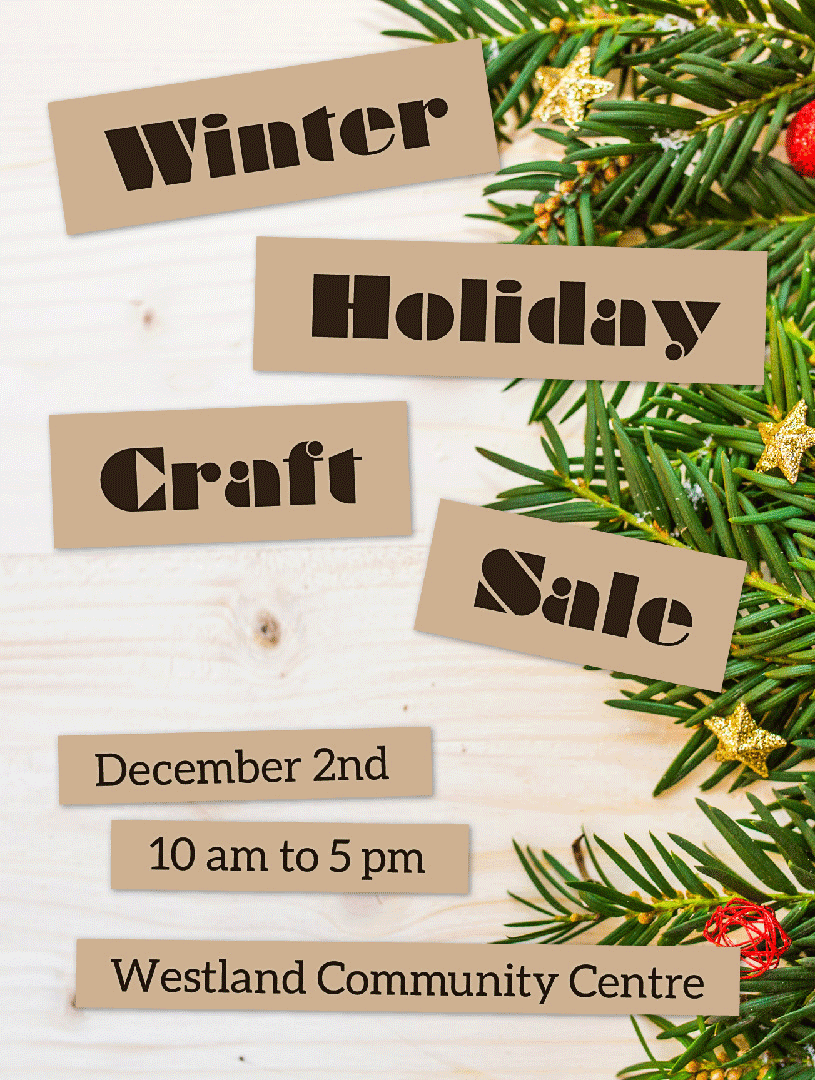 Winter
Holiday
Craft
Sale
December 2nd
10 am to 5 pm
Westland Community Centre